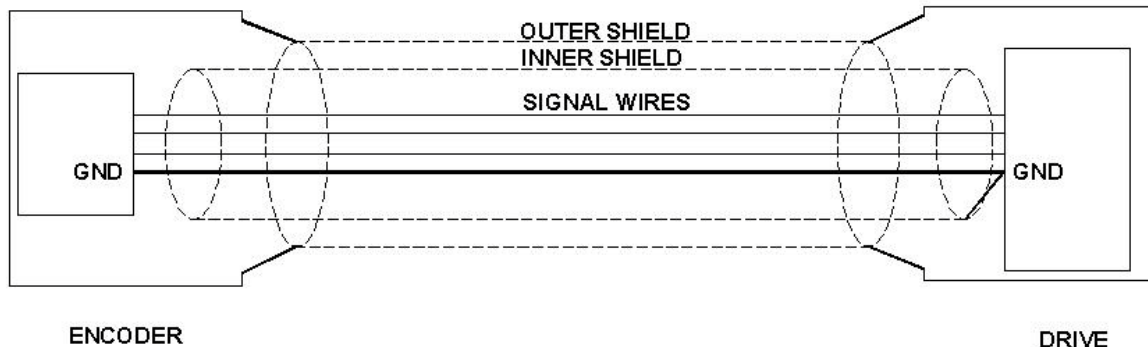 OUTER SHIELD
INNER SHIELD
SIGNAL WIRES
GND
GND
ENCODER
DRIVE